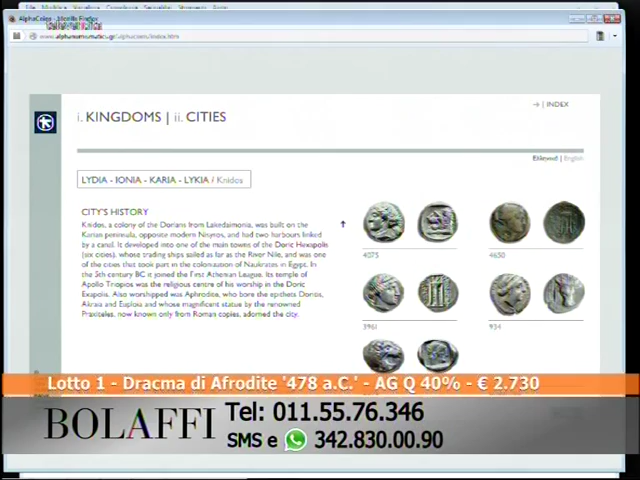 AlphaCoins - Mozilla Firefox
i. KINGDOMS | ii. CITIES
→ | INDEX
Ελληνικά | English
LYDIA - IONIA - KARIA - LYKIA / Knidos
CITY'S HISTORY
Knidos, a colony of the Dorians from Lakedaimonia, was built on the
Karian peninsula, opposite modern Nisyros, and had two harbours linked
by a canal. It developed into one of the main towns of the Doric Hexapolis
(six cities), whose trading ships sailed as far as the River Nile, and was one
of the cities that took part in the colonisation of Naukratis in Egypt. In
the 5th century BC it joined the First Athenian League. Its temple of
Apollo Triopios was the religious centre of his worship in the Doric
Exapolis. Also worshipped was Aphrodite, who bore the epithets Doritis,
Akraia and Euploia and whose magnificent statue by the renowned
Praxiteles, now known only from Roman copies, adorned the city.
4075
4650
3961
934
Lotto 1 - Dracma di Afrodite '478 a.C.' - AG Q 40% - € 2.730
BOLAFFI
Tel: 011.55.76.346
SMS e 342.830.00.90